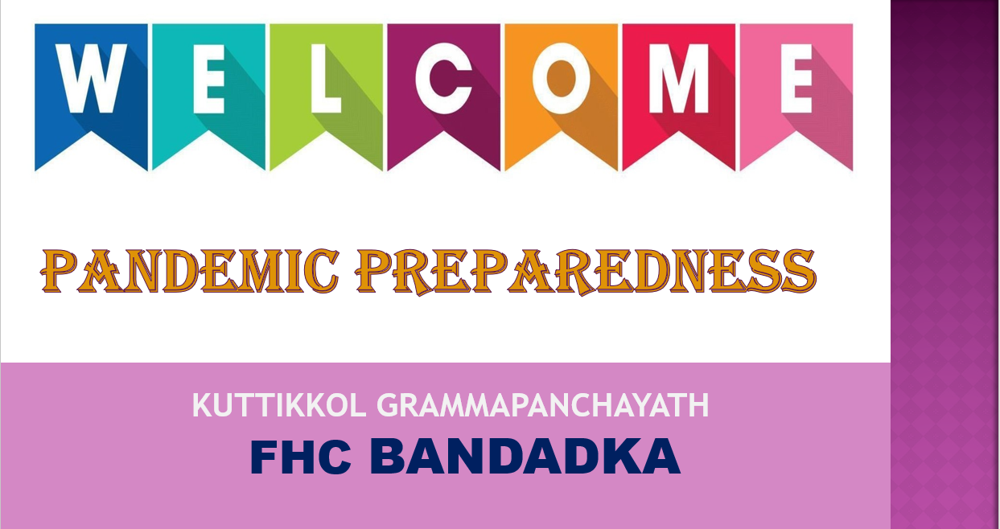 WELCOME
PANDEMIC PREPAREDNESS
KUTTIKKOL GRAMMAPANCHAYATH
FHC BANDADKA